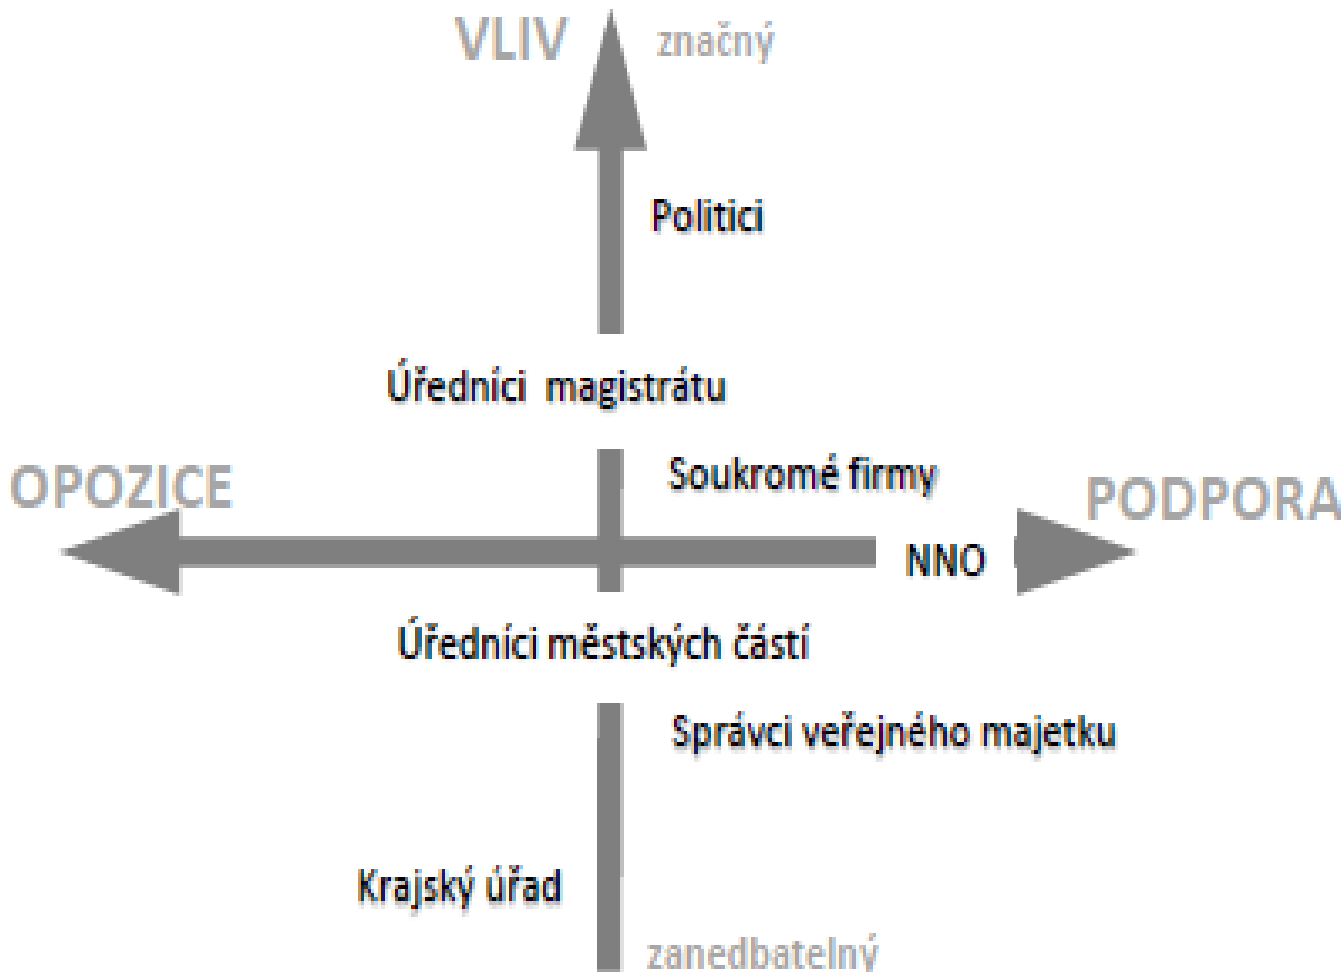 VLIV značný
Politici
Úředníci magistrátu
OPOZICE
Soukromé firmy
PODPORA
NNO
Úředníci městských částí
Správci veřejného majetku
Krajský úřad
zanedbatelný